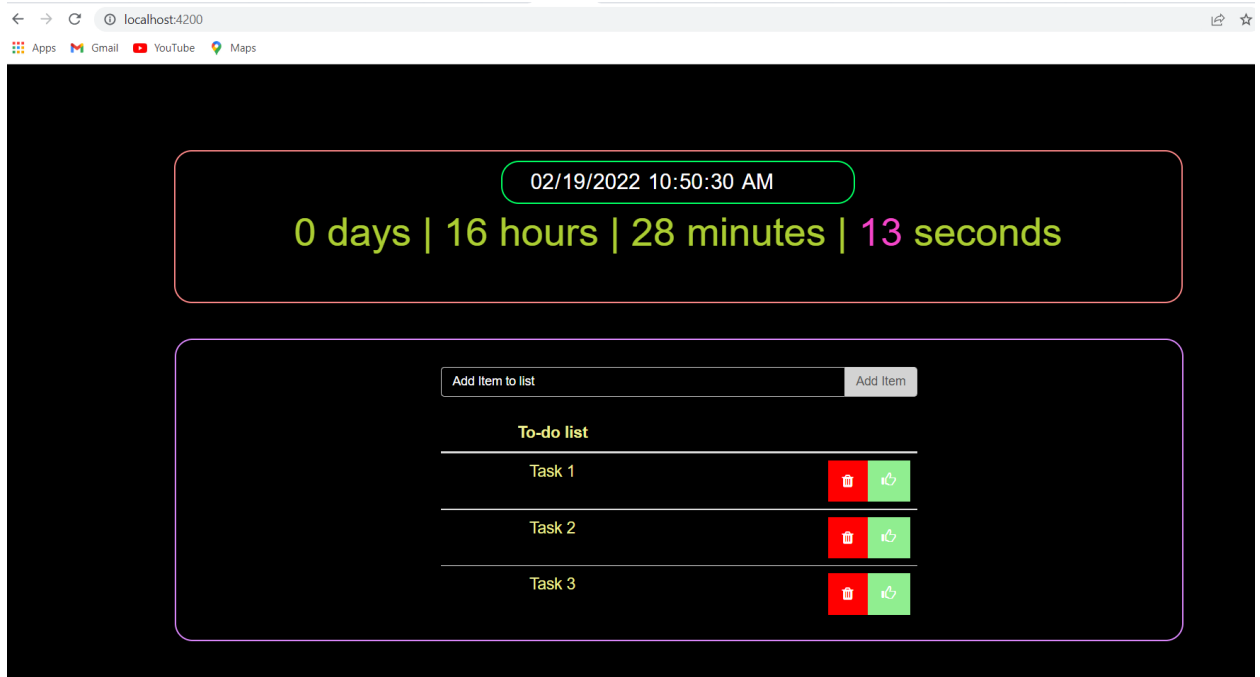 localhost:4200
Apps Gmail YouTube Maps
02/19/2022 10:50:30 AM
0 days | 16 hours | 28 minutes | 13 seconds
Add Item to list Add Item
To-do list
Task 1
Task 2
Task 3